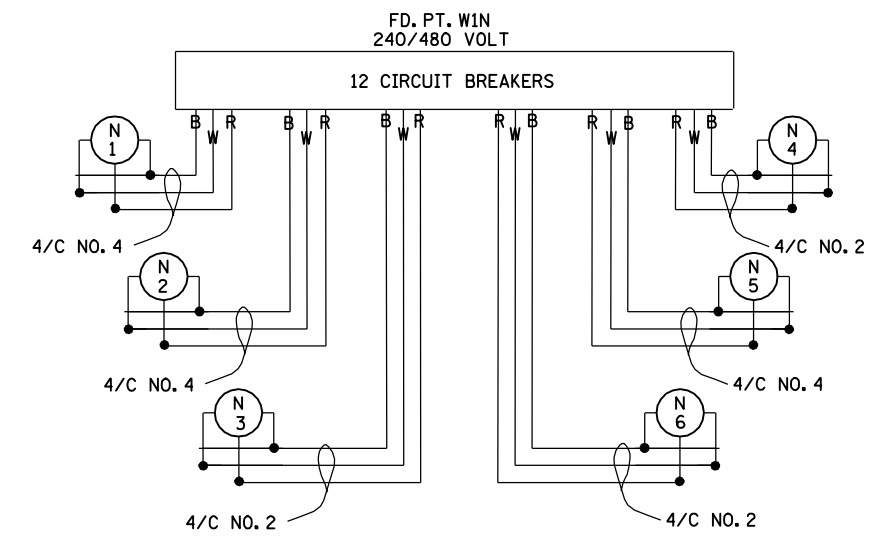 FD. PT. W1N
240/480 VOLT
12 CIRCUIT BREAKERS
B W R B W R B W R R W B R W B R W B
N 1
N 4
4/C NO. 4
4/C NO. 2
N 2
N 5
4/C NO. 4
4/C NO. 4
N 3
N 6
4/C NO. 2
4/C NO. 2